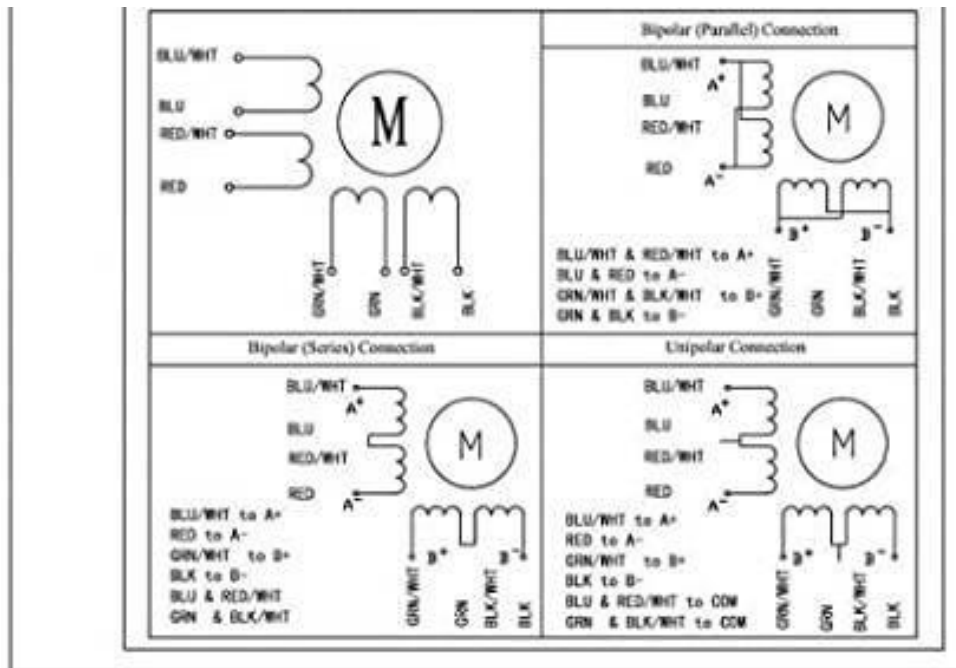 BLU/WHT
BLU
RED/WHT
RED
M
GRN/WHT
GRN
BLK/WHT
BLK
Bipolar (Parallel) Connection
BLU/WHT
A+
BLU
RED/WHT
RED
A-
M
B+
B-
GRN/WHT
GRN
BLK/WHT
BLK
BLU/WHT & RED/WHT to A+
BLU & RED to A-
GRN/WHT & BLK/WHT to B+
GRN & BLK to B-
Bipolar (Series) Connection
BLU/WHT
A+
BLU
RED/WHT
RED
A-
M
B+
B-
GRN/WHT
GRN
BLK/WHT
BLK
BLU/WHT to A+
RED to A-
GRN/WHT to B+
BLK to B-
BLU & RED/WHT
GRN & BLK/WHT
Unipolar Connection
BLU/WHT
A+
BLU
RED/WHT
RED
A-
M
B+
B-
GRN/WHT
GRN
BLK/WHT
BLK
BLU/WHT to A+
RED to A-
GRN/WHT to B+
BLK to B-
BLU & RED/WHT to COM
GRN & BLK/WHT to COM